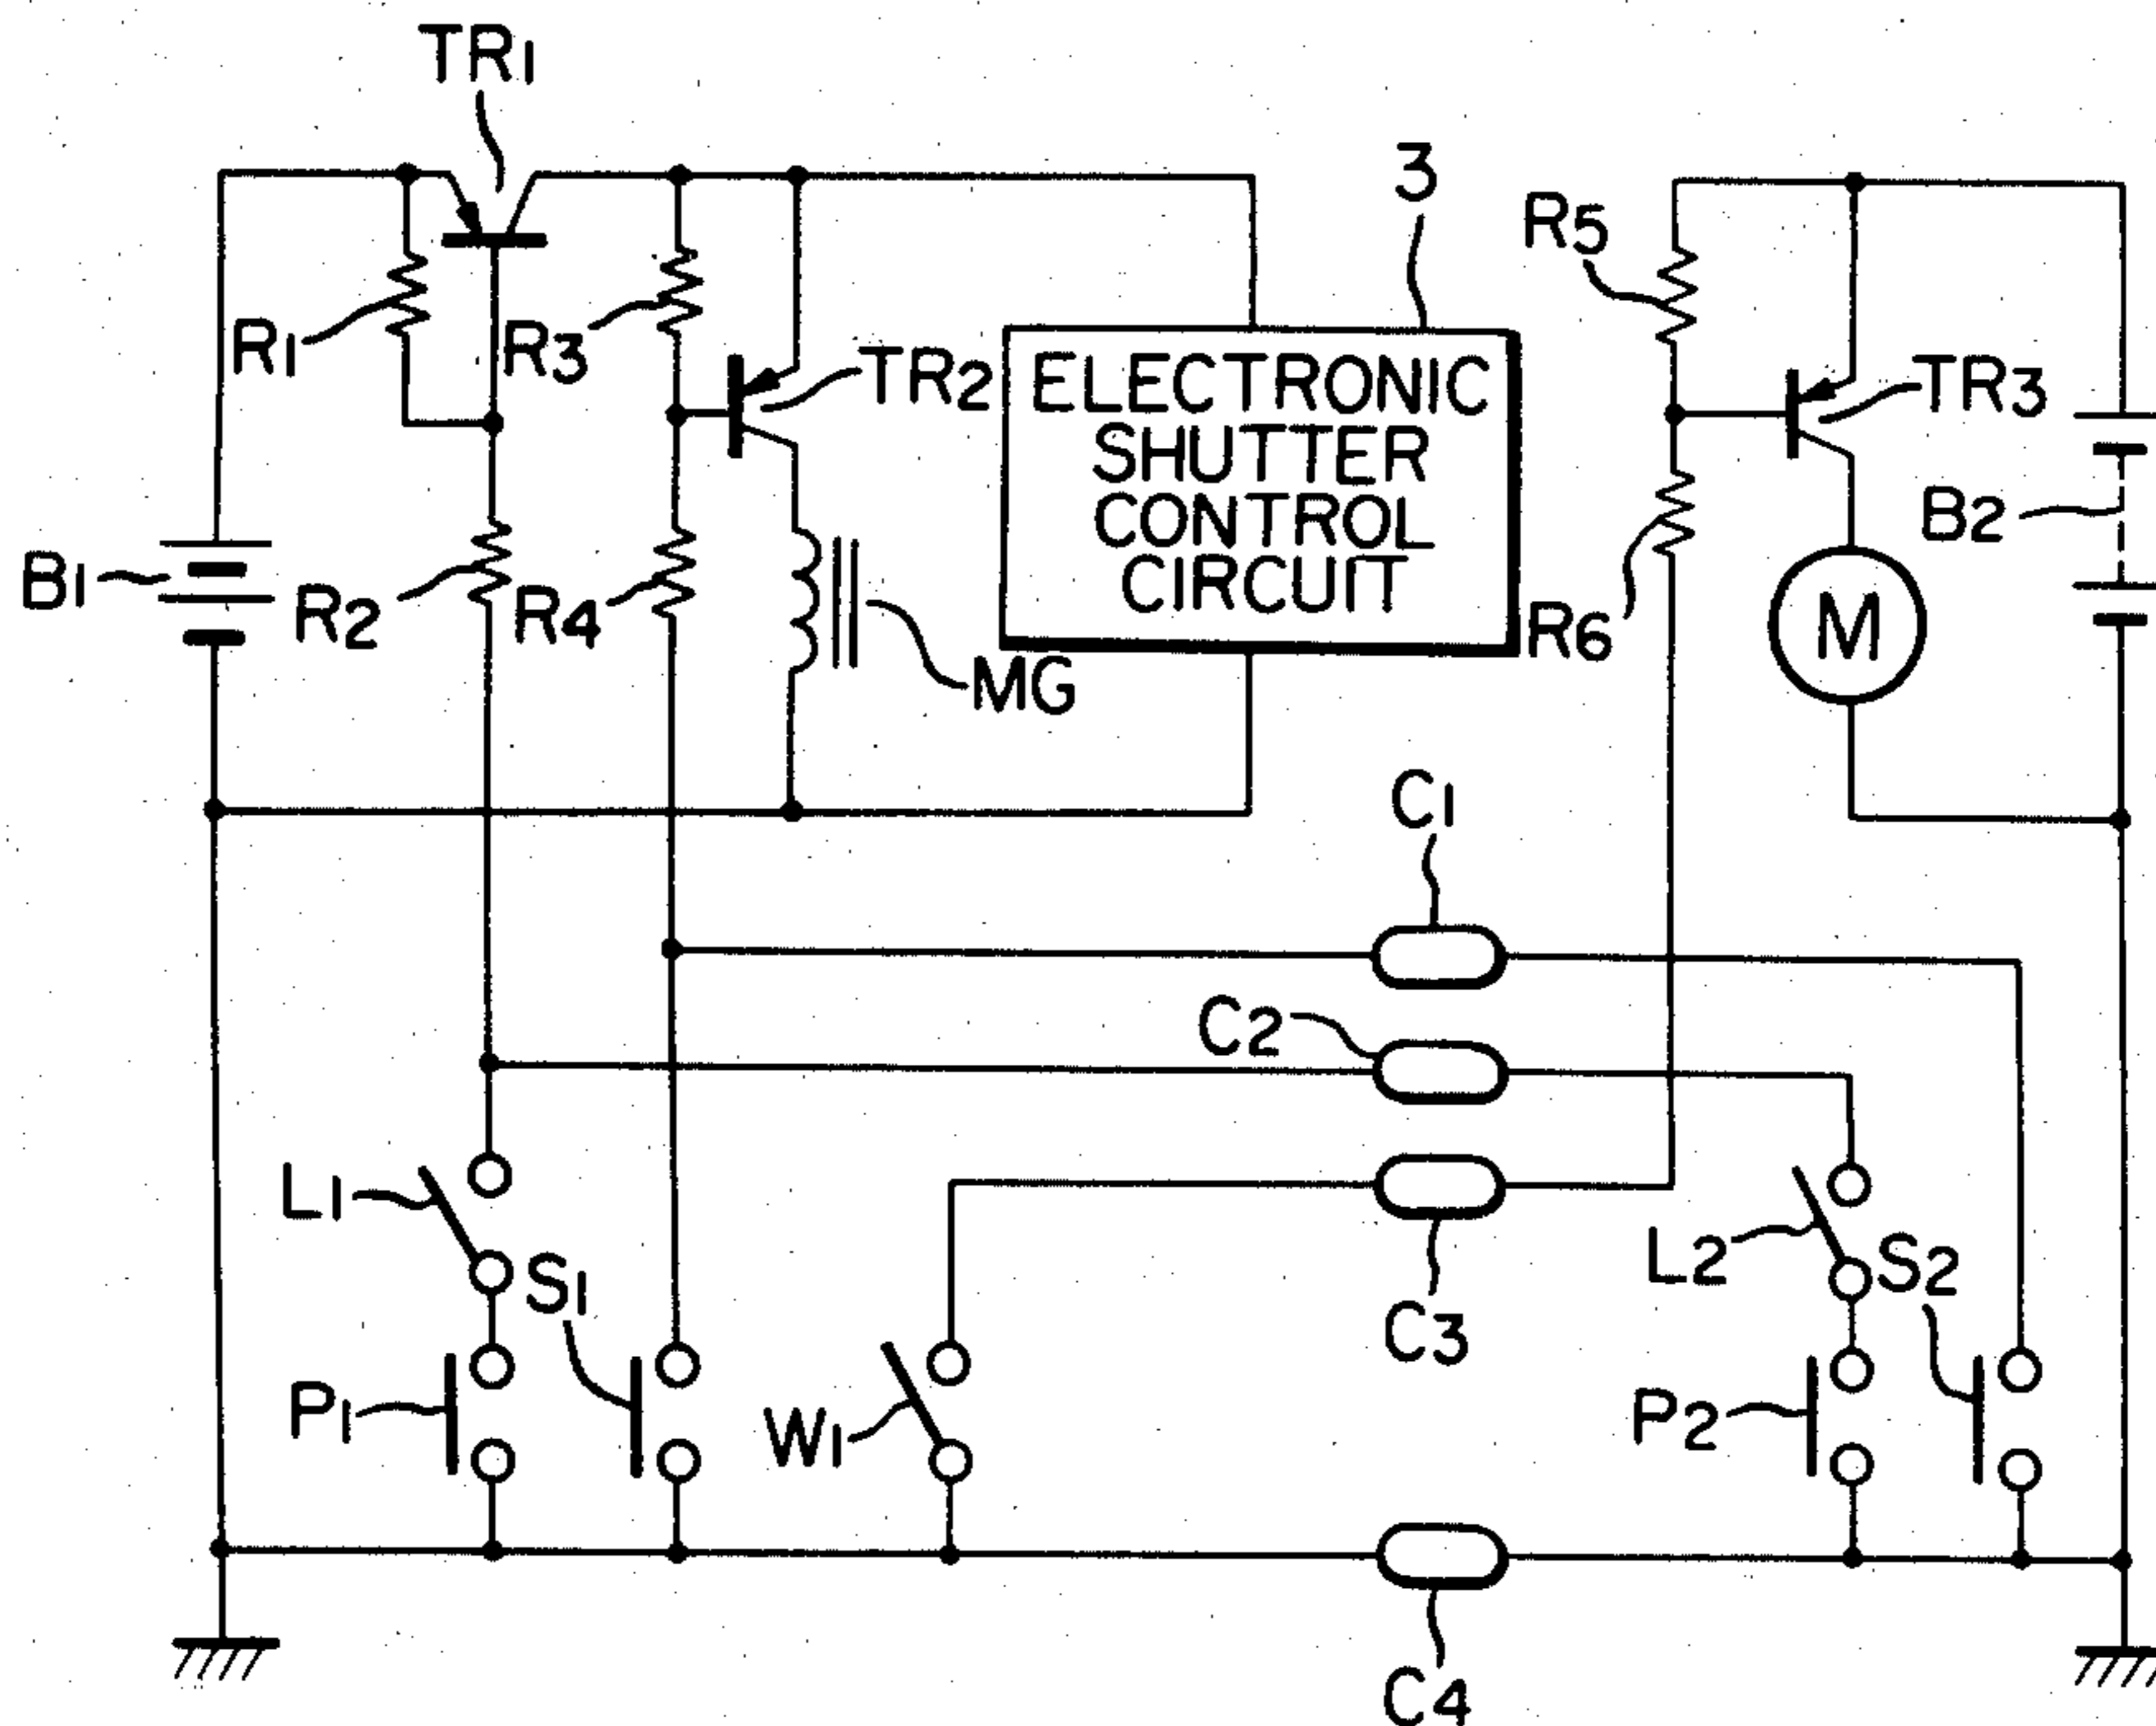 TR1
3
R5
R1
R3
TR2
ELECTRONIC
SHUTTER
CONTROL
CIRCUIT
TR3
B2
B1
R2
R4
R6
M
MG
C1
C2
L1
S1
L2
S2
C3
P1
W1
P2
C4